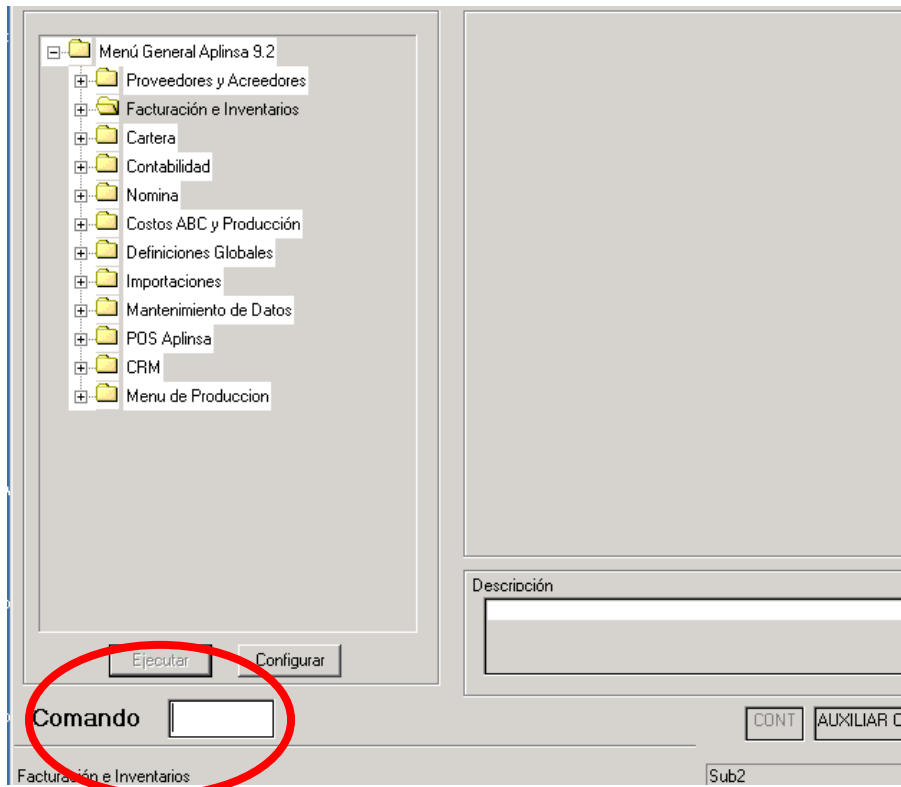 Menú General Aplinsa 9.2
Proveedores y Acreedores
Facturación e Inventarios
Cartera
Contabilidad
Nomina
Costos ABC y Producción
Definiciones Globales
Importaciones
Mantenimiento de Datos
POS Aplinsa
CRM
Menu de Produccion
Descripción
Ejecutar
Configurar
Comando
CONT
AUXILIAR
Facturación e Inventarios
Sub2